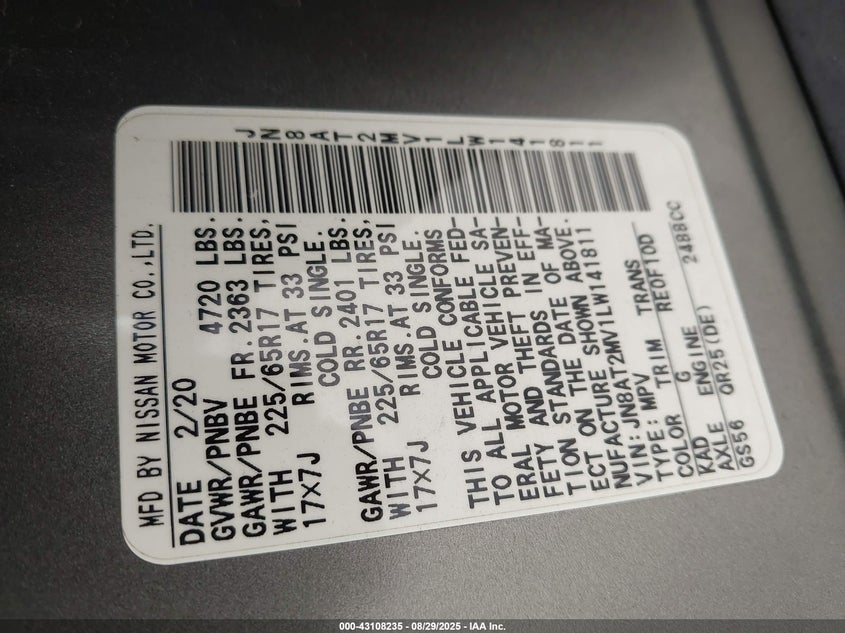 JN8AT2MV1LW141811
MFD BY NISSAN MOTOR CO.,LTD.
DATE 2/20
GVWR/PNBV 4720 LBS.
GAWR/PNBE FR.2363 LBS.
WITH 225/65R17 TIRES,
17X7J RIMS.AT 33 PSI
COLD SINGLE.
GAWR/PNBE RR.2401 LBS.
WITH 225/65R17 TIRES,
17X7J RIMS.AT 33 PSI
COLD SINGLE.
THIS VEHICLE CONFORMS
TO ALL APPLICABLE FED-
ERAL MOTOR VEHICLE SA-
FETY AND THEFT PREVEN-
TION STANDARDS IN EFF-
ECT ON THE DATE OF MA-
NUFACTURE SHOWN ABOVE.
VIN:JN8AT2MV1LW141811
TYPE:MPV
COLOR TRIM TRANS
KAD G RE0F10D
AXLE ENGINE
GS56 QR25(DE) 2488CC
000-43108235 - 08/29/2025 - IAA Inc.